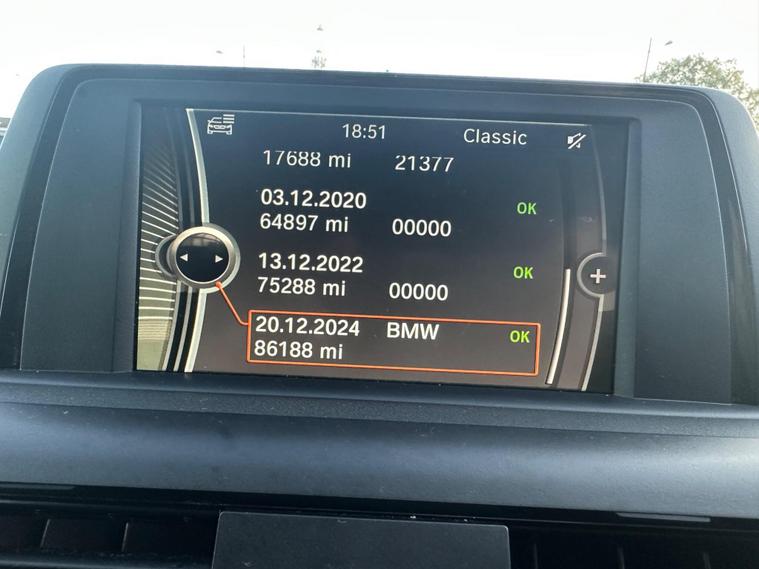 18:51 Classic
17688 mi 21377
03.12.2020 OK
64897 mi 00000
13.12.2022 OK
75288 mi 00000
20.12.2024 BMW OK
86188 mi